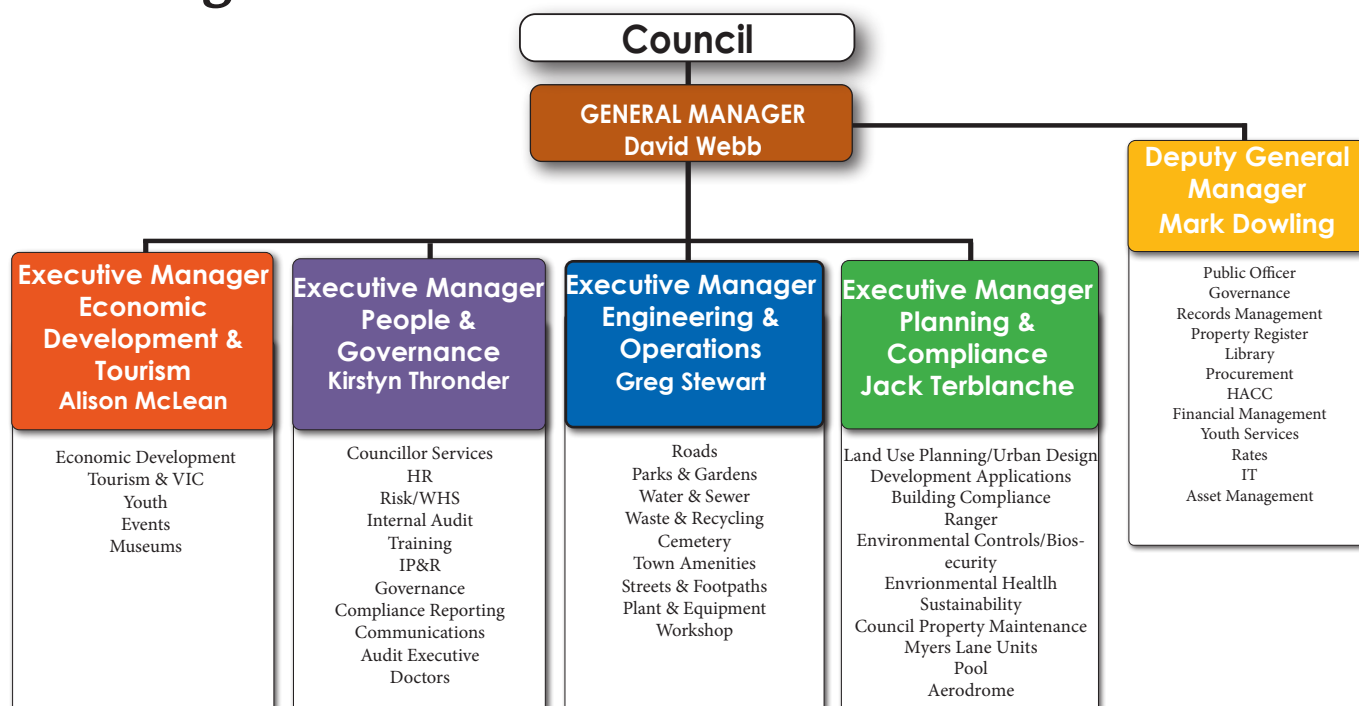 Council
GENERAL MANAGER
David Webb
Deputy General
Manager
Mark Dowling
Public Officer
Governance
Records Management
Property Register
Library
Procurement
HACC
Financial Management
Youth Services
Rates
IT
Asset Management
Executive Manager
Economic
Development &
Tourism
Alison McLean
Economic Development
Tourism & VIC
Youth
Events
Museums
Executive Manager
People &
Governance
Kirstyn Thronder
Councillor Services
HR
Risk/WHS
Internal Audit
Training
IP&R
Governance
Compliance Reporting
Communications
Audit Executive
Doctors
Executive Manager
Engineering &
Operations
Greg Stewart
Roads
Parks & Gardens
Water & Sewer
Waste & Recycling
Cemetery
Town Amenities
Streets & Footpaths
Plant & Equipment
Workshop
Executive Manager
Planning &
Compliance
Jack Terblanche
Land Use Planning/Urban Design
Development Applications
Building Compliance
Ranger
Environmental Controls/Bios-
ecurity
Envrionmental Healtlh
Sustainability
Council Property Maintenance
Myers Lane Units
Pool
Aerodrome